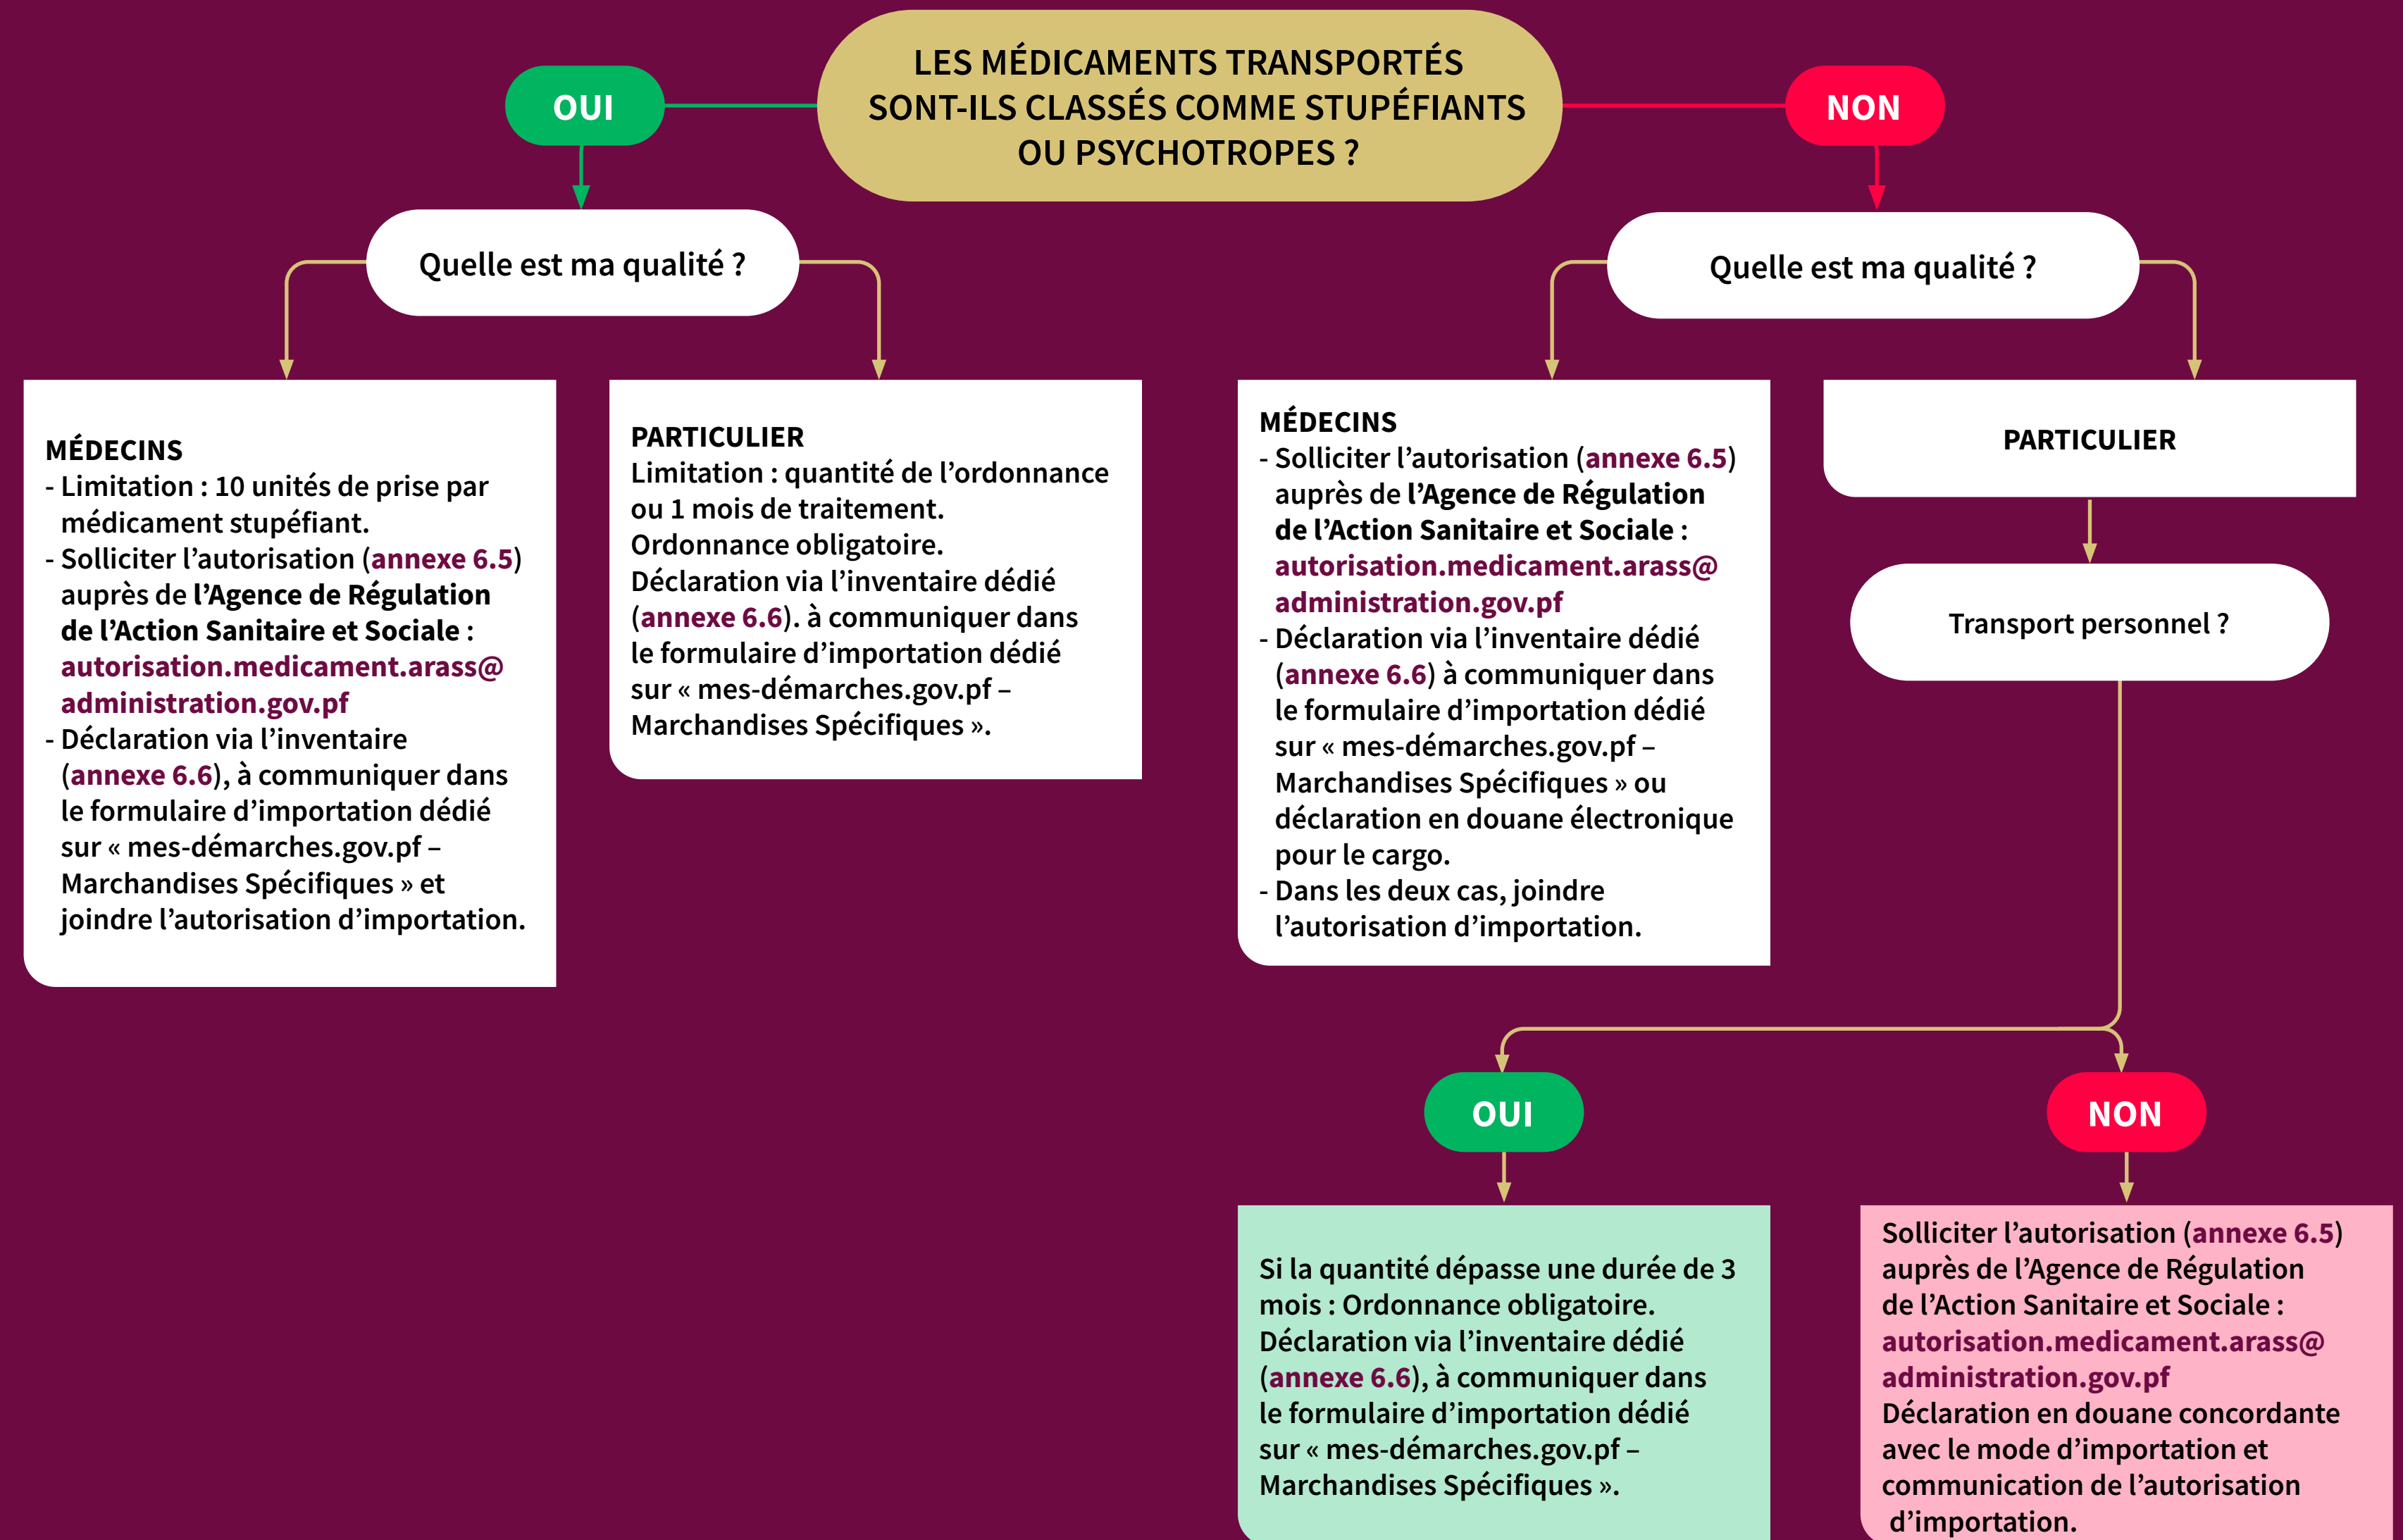 LES MÉDICAMENTS TRANSPORTÉS
SONT-ILS CLASSÉS COMME STUPÉFIANTS
OU PSYCHOTROPES ?
OUI
NON
Quelle est ma qualité ?
Quelle est ma qualité ?
MÉDECINS
- Limitation : 10 unités de prise par
médicament stupéfiant.
- Solliciter l’autorisation (annexe 6.5)
auprès de l’Agence de Régulation
de l’Action Sanitaire et Sociale :
autorisation.medicament.arass@
administration.gov.pf
- Déclaration via l’inventaire
(annexe 6.6), à communiquer dans
le formulaire d’importation dédié
sur « mes-démarches.gov.pf –
Marchandises Spécifiques » et
joindre l’autorisation d’importation.
PARTICULIER
Limitation : quantité de l’ordonnance
ou 1 mois de traitement.
Ordonnance obligatoire.
Déclaration via l’inventaire dédié
(annexe 6.6). à communiquer dans
le formulaire d’importation dédié
sur « mes-démarches.gov.pf –
Marchandises Spécifiques ».
MÉDECINS
- Solliciter l’autorisation (annexe 6.5)
auprès de l’Agence de Régulation
de l’Action Sanitaire et Sociale :
autorisation.medicament.arass@
administration.gov.pf
- Déclaration via l’inventaire dédié
(annexe 6.6) à communiquer dans
le formulaire d’importation dédié
sur « mes-démarches.gov.pf –
Marchandises Spécifiques » ou
déclaration en douane électronique
pour le cargo.
- Dans les deux cas, joindre
l’autorisation d’importation.
PARTICULIER
Transport personnel ?
OUI
NON
Si la quantité dépasse une durée de 3
mois : Ordonnance obligatoire.
Déclaration via l’inventaire dédié
(annexe 6.6), à communiquer dans
le formulaire d’importation dédié
sur « mes-démarches.gov.pf –
Marchandises Spécifiques ».
Solliciter l’autorisation (annexe 6.5)
auprès de l’Agence de Régulation
de l’Action Sanitaire et Sociale :
autorisation.medicament.arass@
administration.gov.pf
Déclaration en douane concordante
avec le mode d’importation et
communication de l’autorisation
d’importation.